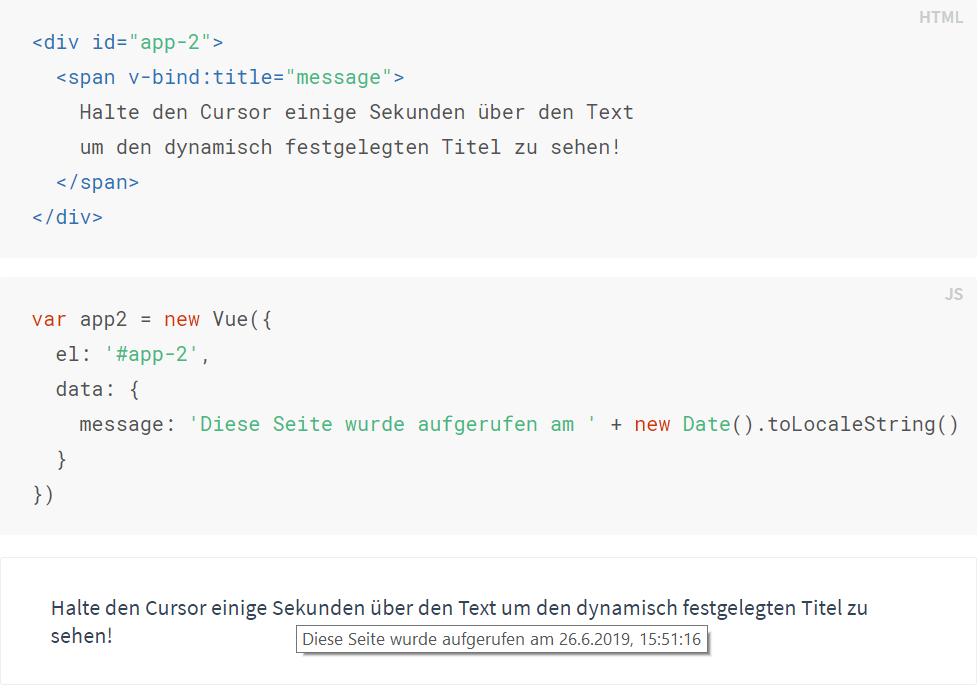 HTML
<div id="app-2">
  <span v-bind:title="message">
    Halte den Cursor einige Sekunden über den Text
    um den dynamisch festgelegten Titel zu sehen!
  </span>
</div>
JS
var app2 = new Vue({
  el: '#app-2',
  data: {
    message: 'Diese Seite wurde aufgerufen am ' + new Date().toLocaleString()
  }
})
Halte den Cursor einige Sekunden über den Text um den dynamisch festgelegten Titel zu
sehen!
Diese Seite wurde aufgerufen am 26.6.2019, 15:51:16